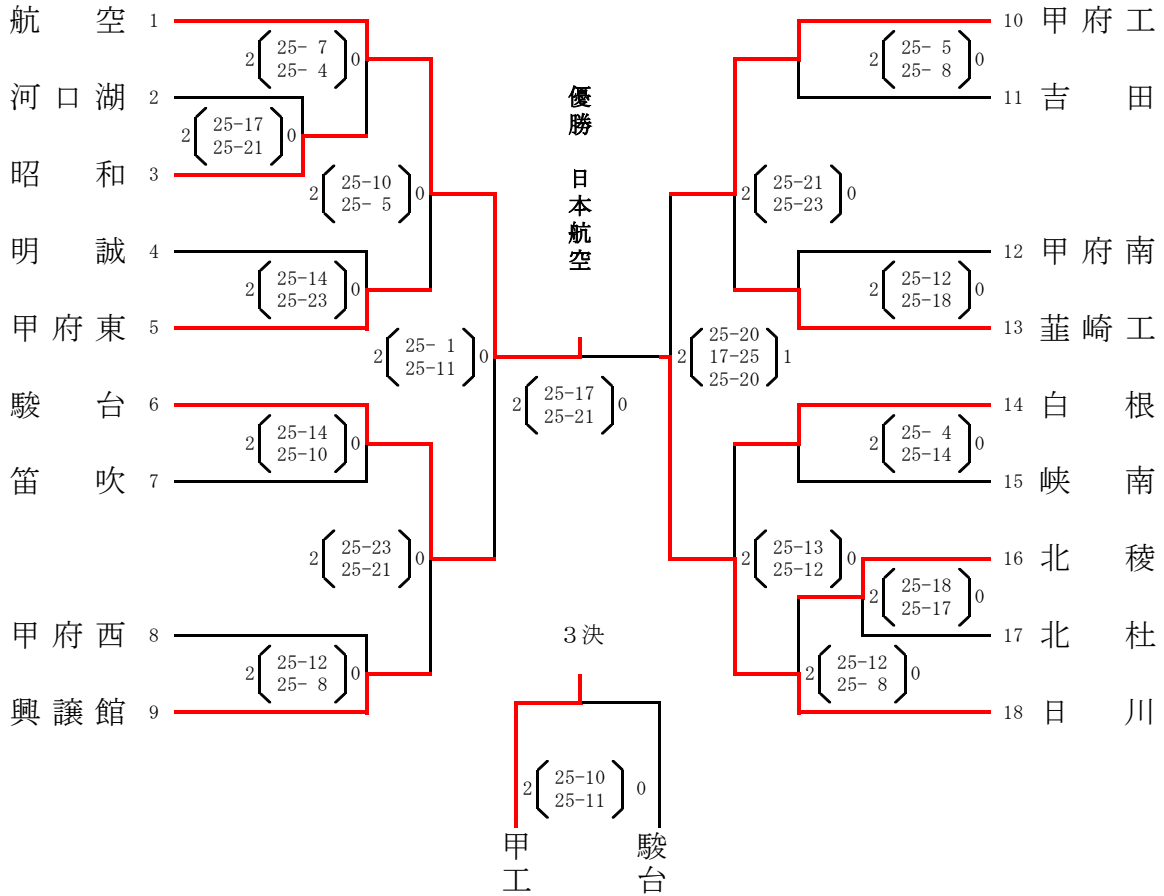 航空 1
2 25- 7 0
25- 4
河口湖 2
2 25-17 0
25-21
昭和 3
2 25-10 0
25- 5
明誠 4
2 25-14 0
25-23
甲府東 5
2 25- 1 0
25-11
駿台 6
2 25-14 0
25-10
笛吹 7
2 25-23 0
25-21
甲府西 8
2 25-12 0
25- 8
興譲館 9
優勝 日本航空
2 25-17 0
25-21
3決
2 25-10 0
25-11
甲工
駿台
10 甲府工
2 25- 5 0
25- 8
11 吉田
2 25-21 0
25-23
12 甲府南
2 25-12 0
25-18
13 韮崎工
2 25-20 1
17-25
25-20
14 白根
2 25- 4 0
25-14
15 峡南
2 25-13 0
25-12
16 北稜
2 25-18 0
25-17
17 北杜
2 25-12 0
25- 8
18 日川